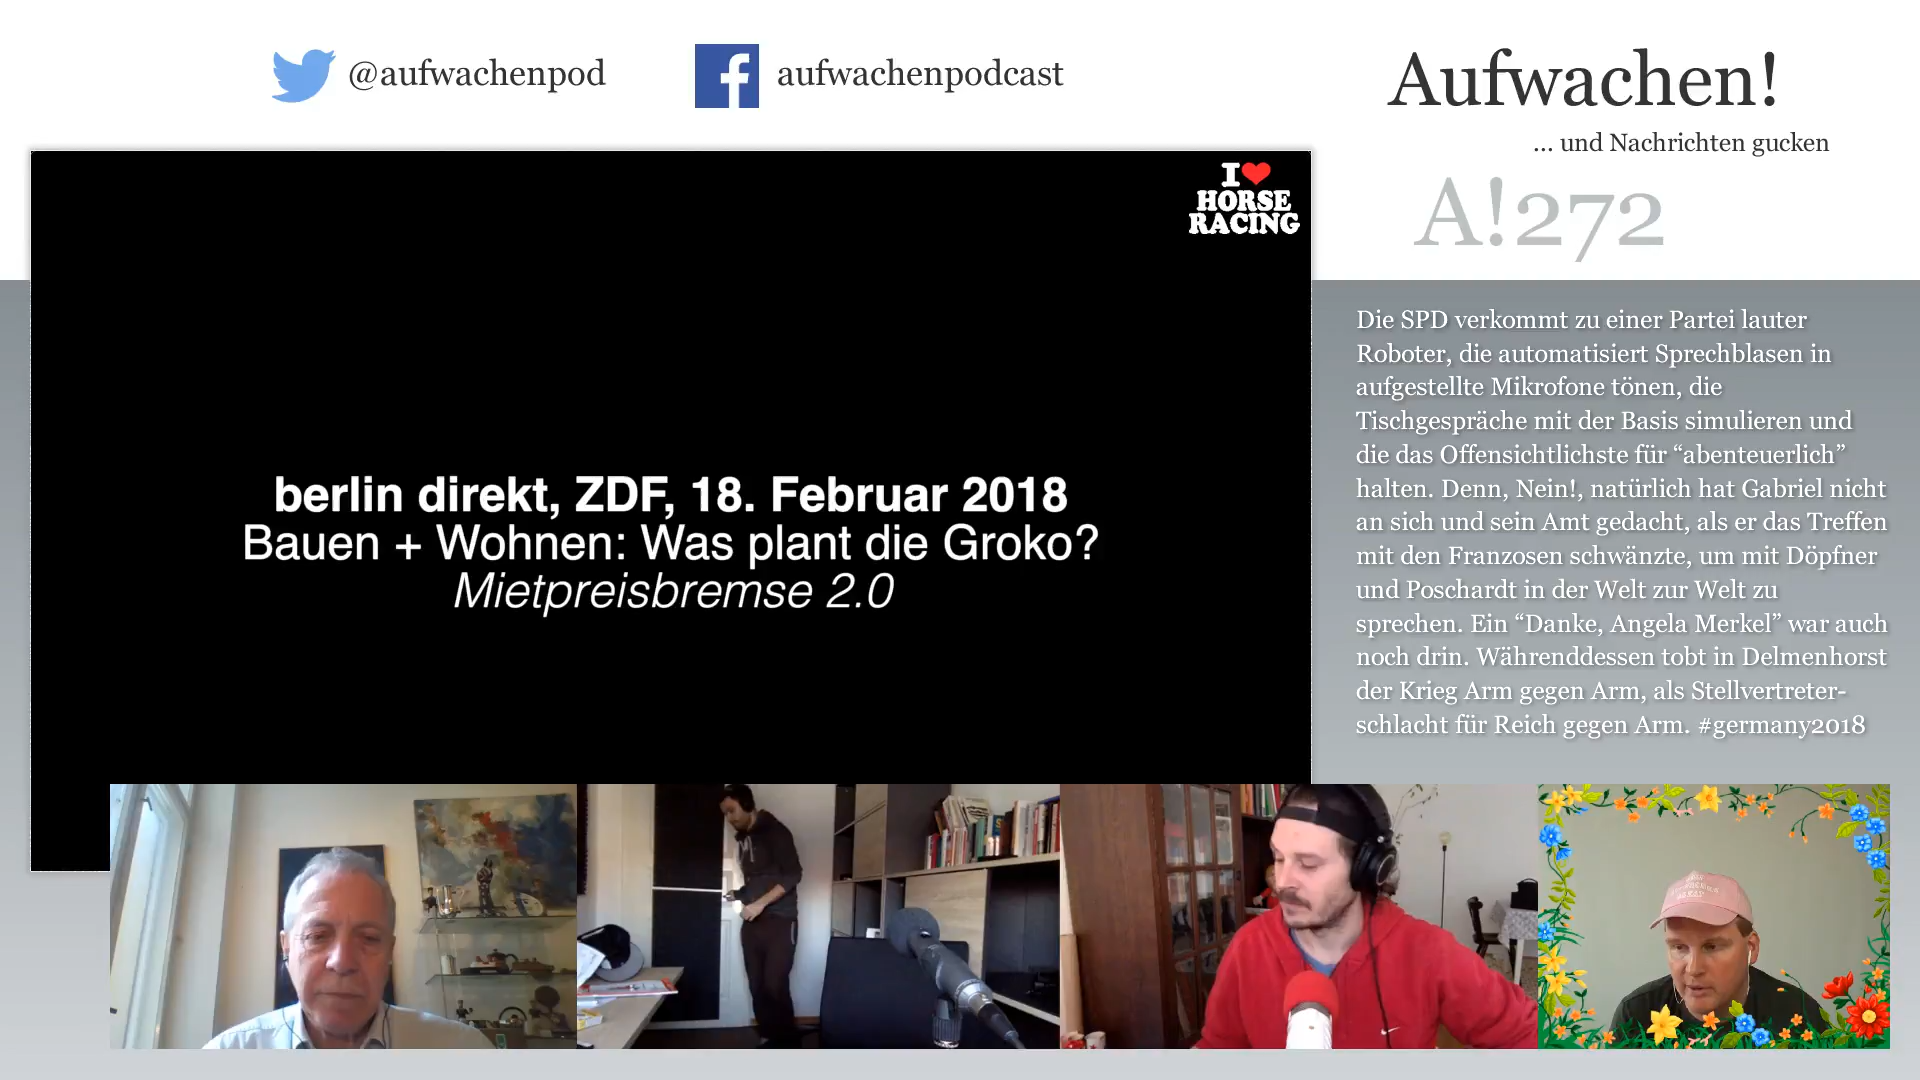 @aufwachenpod
aufwachenpodcast
Aufwachen!
... und Nachrichten gucken
A!272
I
HORSE
RACING
berlin direkt, ZDF, 18. Februar 2018
Bauen + Wohnen: Was plant die Groko?
Mietpreisbremse 2.0
Die SPD verkommt zu einer Partei lauter
Roboter, die automatisiert Sprechblasen in
aufgestellte Mikrofone tönen, die
Tischgespräche mit der Basis simulieren und
die das Offensichtlichste für “abenteuerlich”
halten. Denn, Nein!, natürlich hat Gabriel nicht
an sich und sein Amt gedacht, als er das Treffen
mit den Franzosen schwänzte, um mit Döpfner
und Poschardt in der Welt zur Welt zu
sprechen. Ein “Danke, Angela Merkel” war auch
noch drin. Währenddessen tobt in Delmenhorst
der Krieg Arm gegen Arm, als Stellvertreter-
schlacht für Reich gegen Arm. #germany2018